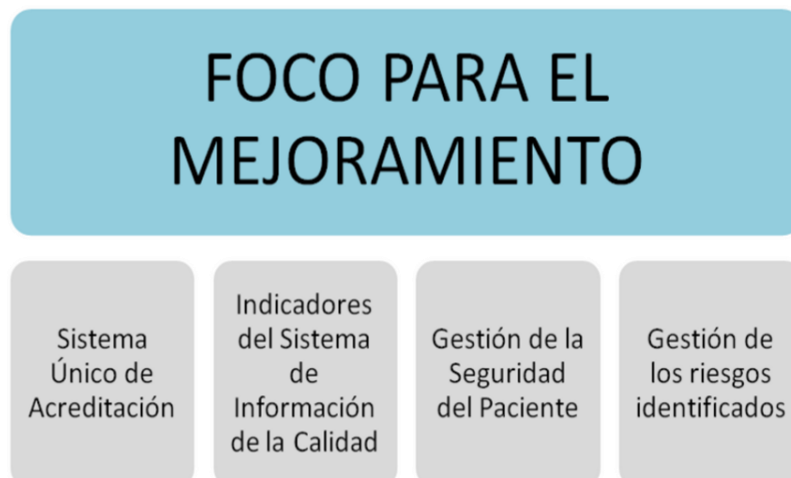 FOCO PARA EL
MEJORAMIENTO
Sistema
Único de
Acreditación
Indicadores
del Sistema
de
Información
de la Calidad
Gestión de la
Seguridad
del Paciente
Gestión de
los riesgos
identificados